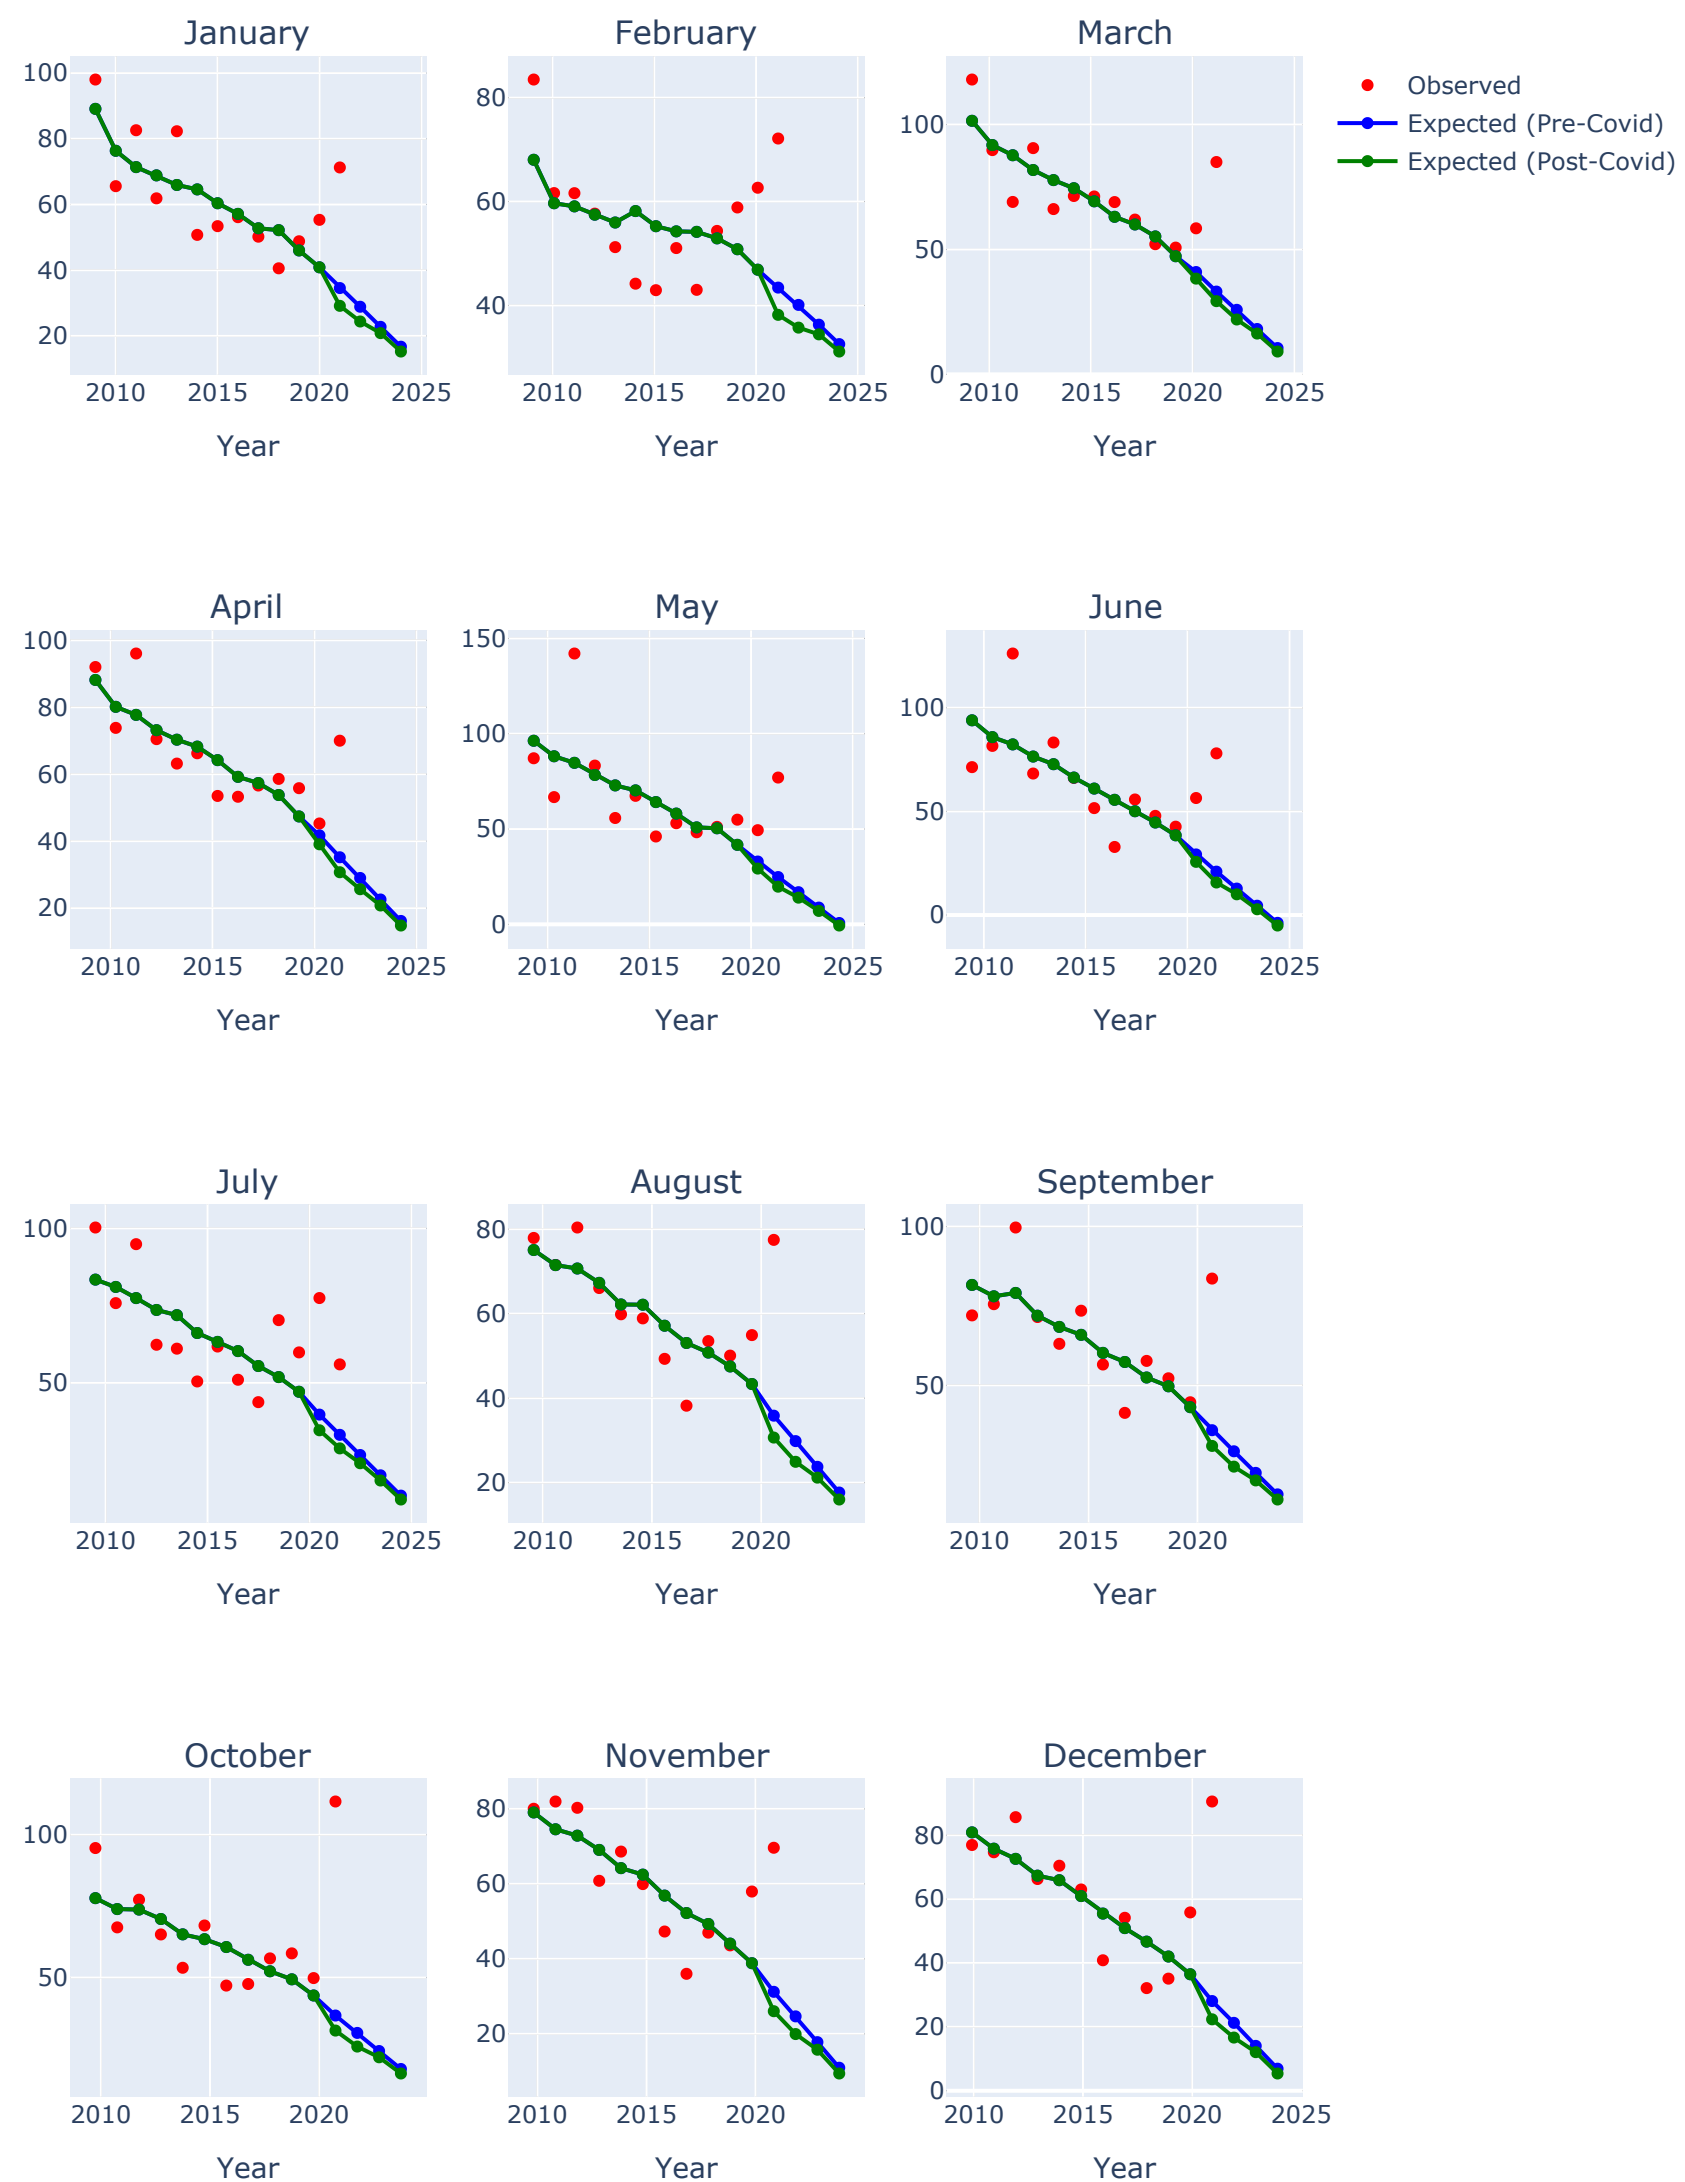 January February March
100
80
60
40
20
2010 2015 2020 2025
Year
80
60
40
2010 2015 2020 2025
Year
100
50
0
2010 2015 2020 2025
Year
Observed
Expected (Pre-Covid)
Expected (Post-Covid)
April May June
100
80
60
40
20
2010 2015 2020 2025
Year
150
100
50
0
2010 2015 2020 2025
Year
100
50
0
2010 2015 2020 2025
Year
July August September
100
50
2010 2015 2020 2025
Year
80
60
40
20
2010 2015 2020
Year
100
50
2010 2015 2020
Year
October November December
100
50
2010 2015 2020
Year
80
60
40
20
2010 2015 2020
Year
80
60
40
20
0
2010 2015 2020 2025
Year